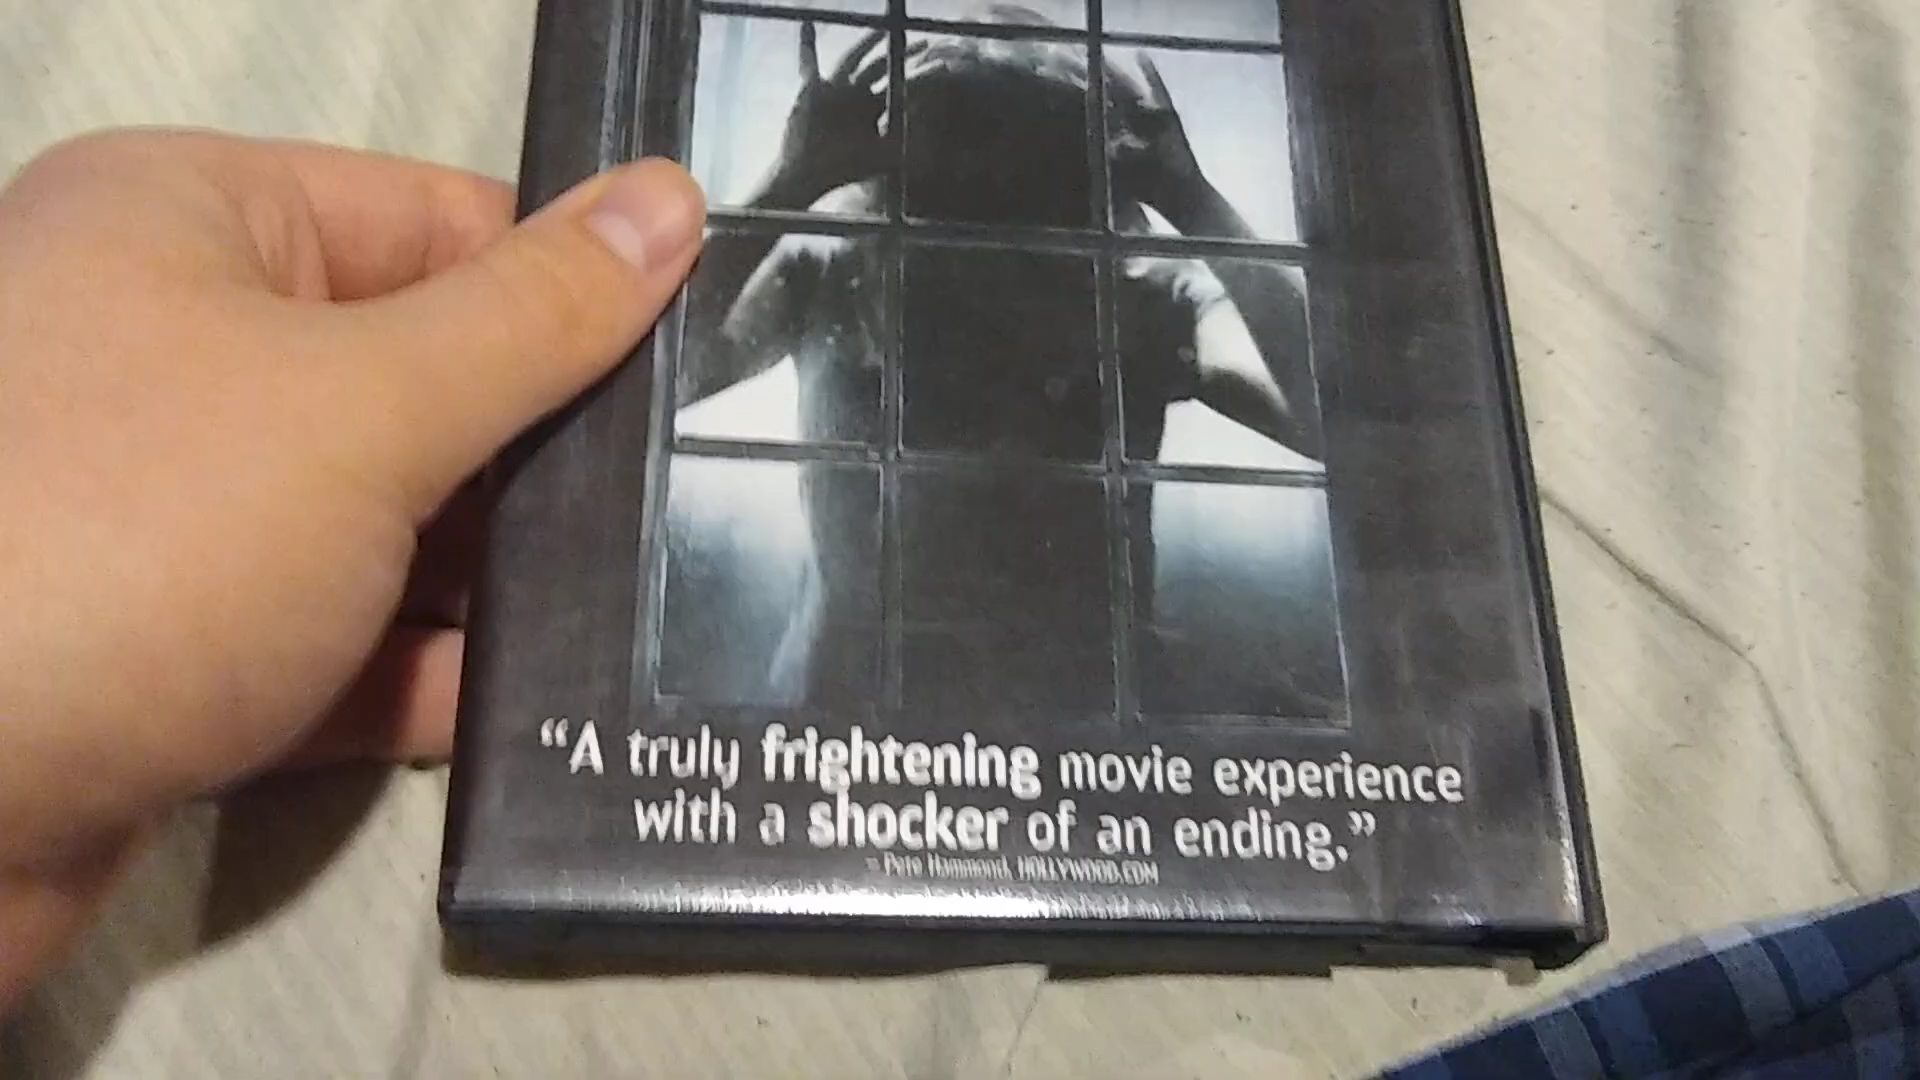 “A truly frightening movie experience
with a shocker of an ending.”
– Pete Hammond, HOLLYWOOD.COM